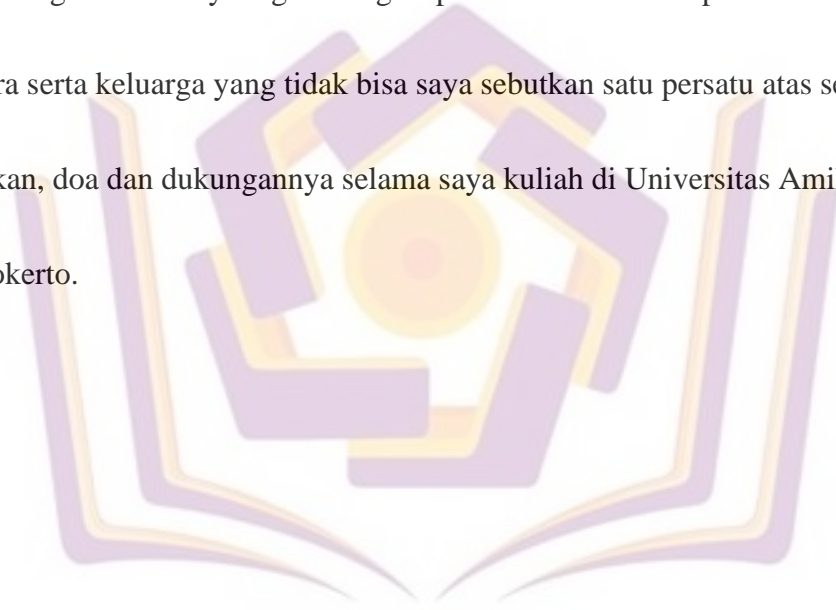 ra serta keluarga yang tidak bisa saya sebutkan satu persatu atas se
kan, doa dan dukungannya selama saya kuliah di Universitas Ami
okerto.